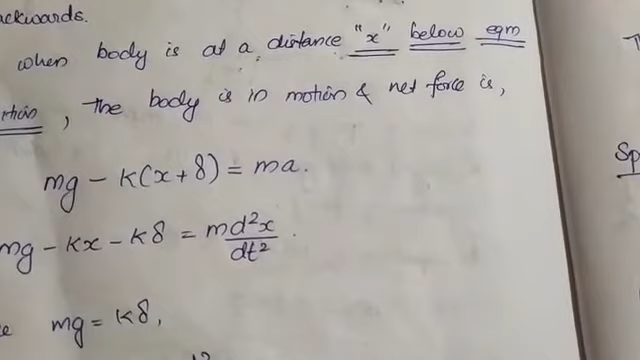 ackwards.
when body is at a distance "x" below eqm
, the body is in motion & net force is,
mg - k(x + δ) = ma.
mg - kx - kδ = md²x/dt².
mg = kδ,
Sp